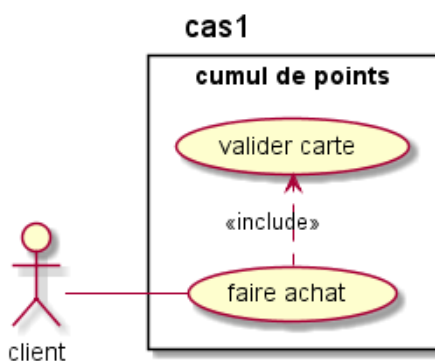 cas1
cumul de points
valider carte
«include»
faire achat
client